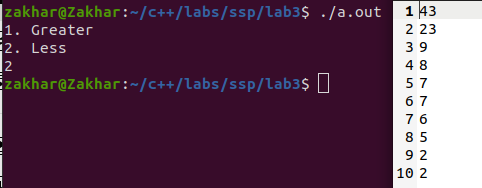 zakhar@Zakhar:~/c++/labs/ssp/lab3$ ./a.out
1. Greater
2. Less
2
zakhar@Zakhar:~/c++/labs/ssp/lab3$
1 43
2 23
3 9
4 8
5 7
6 7
7 6
8 5
9 2
10 2